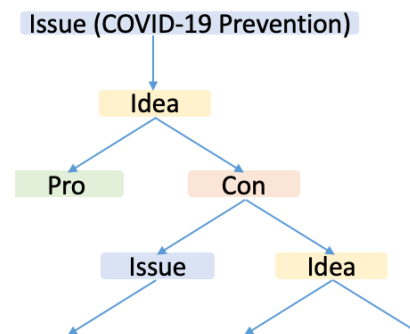 Issue (COVID-19 Prevention)
Idea
Pro
Con
Issue
Idea